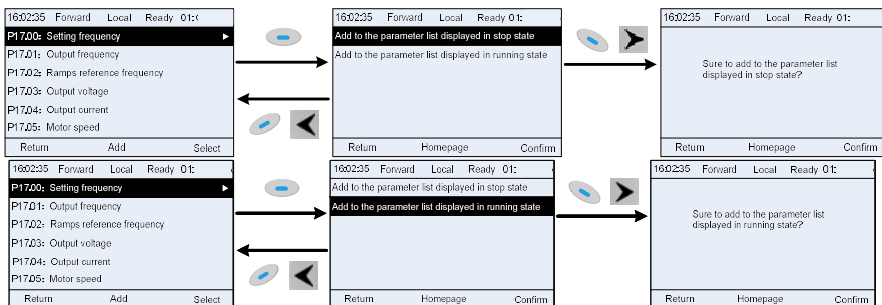 16:02:35 Forward Local Ready 01:
P17.00: Setting frequency
P17.01: Output frequency
P17.02: Ramps reference frequency
P17.03: Output voltage
P17.04: Output current
P17.05: Motor speed
Return Add Select
16:02:35 Forward Local Ready 01:
Add to the parameter list displayed in stop state
Add to the parameter list displayed in running state
Return Homepage Confirm
16:02:35 Forward Local Ready 01:
Sure to add to the parameter list
displayed in stop state?
Return Homepage Confirm
16:02:35 Forward Local Ready 01:
P17.00: Setting frequency
P17.01: Output frequency
P17.02: Ramps reference frequency
P17.03: Output voltage
P17.04: Output current
P17.05: Motor speed
Return Add Select
16:02:35 Forward Local Ready 01:
Add to the parameter list displayed in stop state
Add to the parameter list displayed in running state
Return Homepage Confirm
16:02:35 Forward Local Ready 01:
Sure to add to the parameter list
displayed in running state?
Return Homepage Confirm